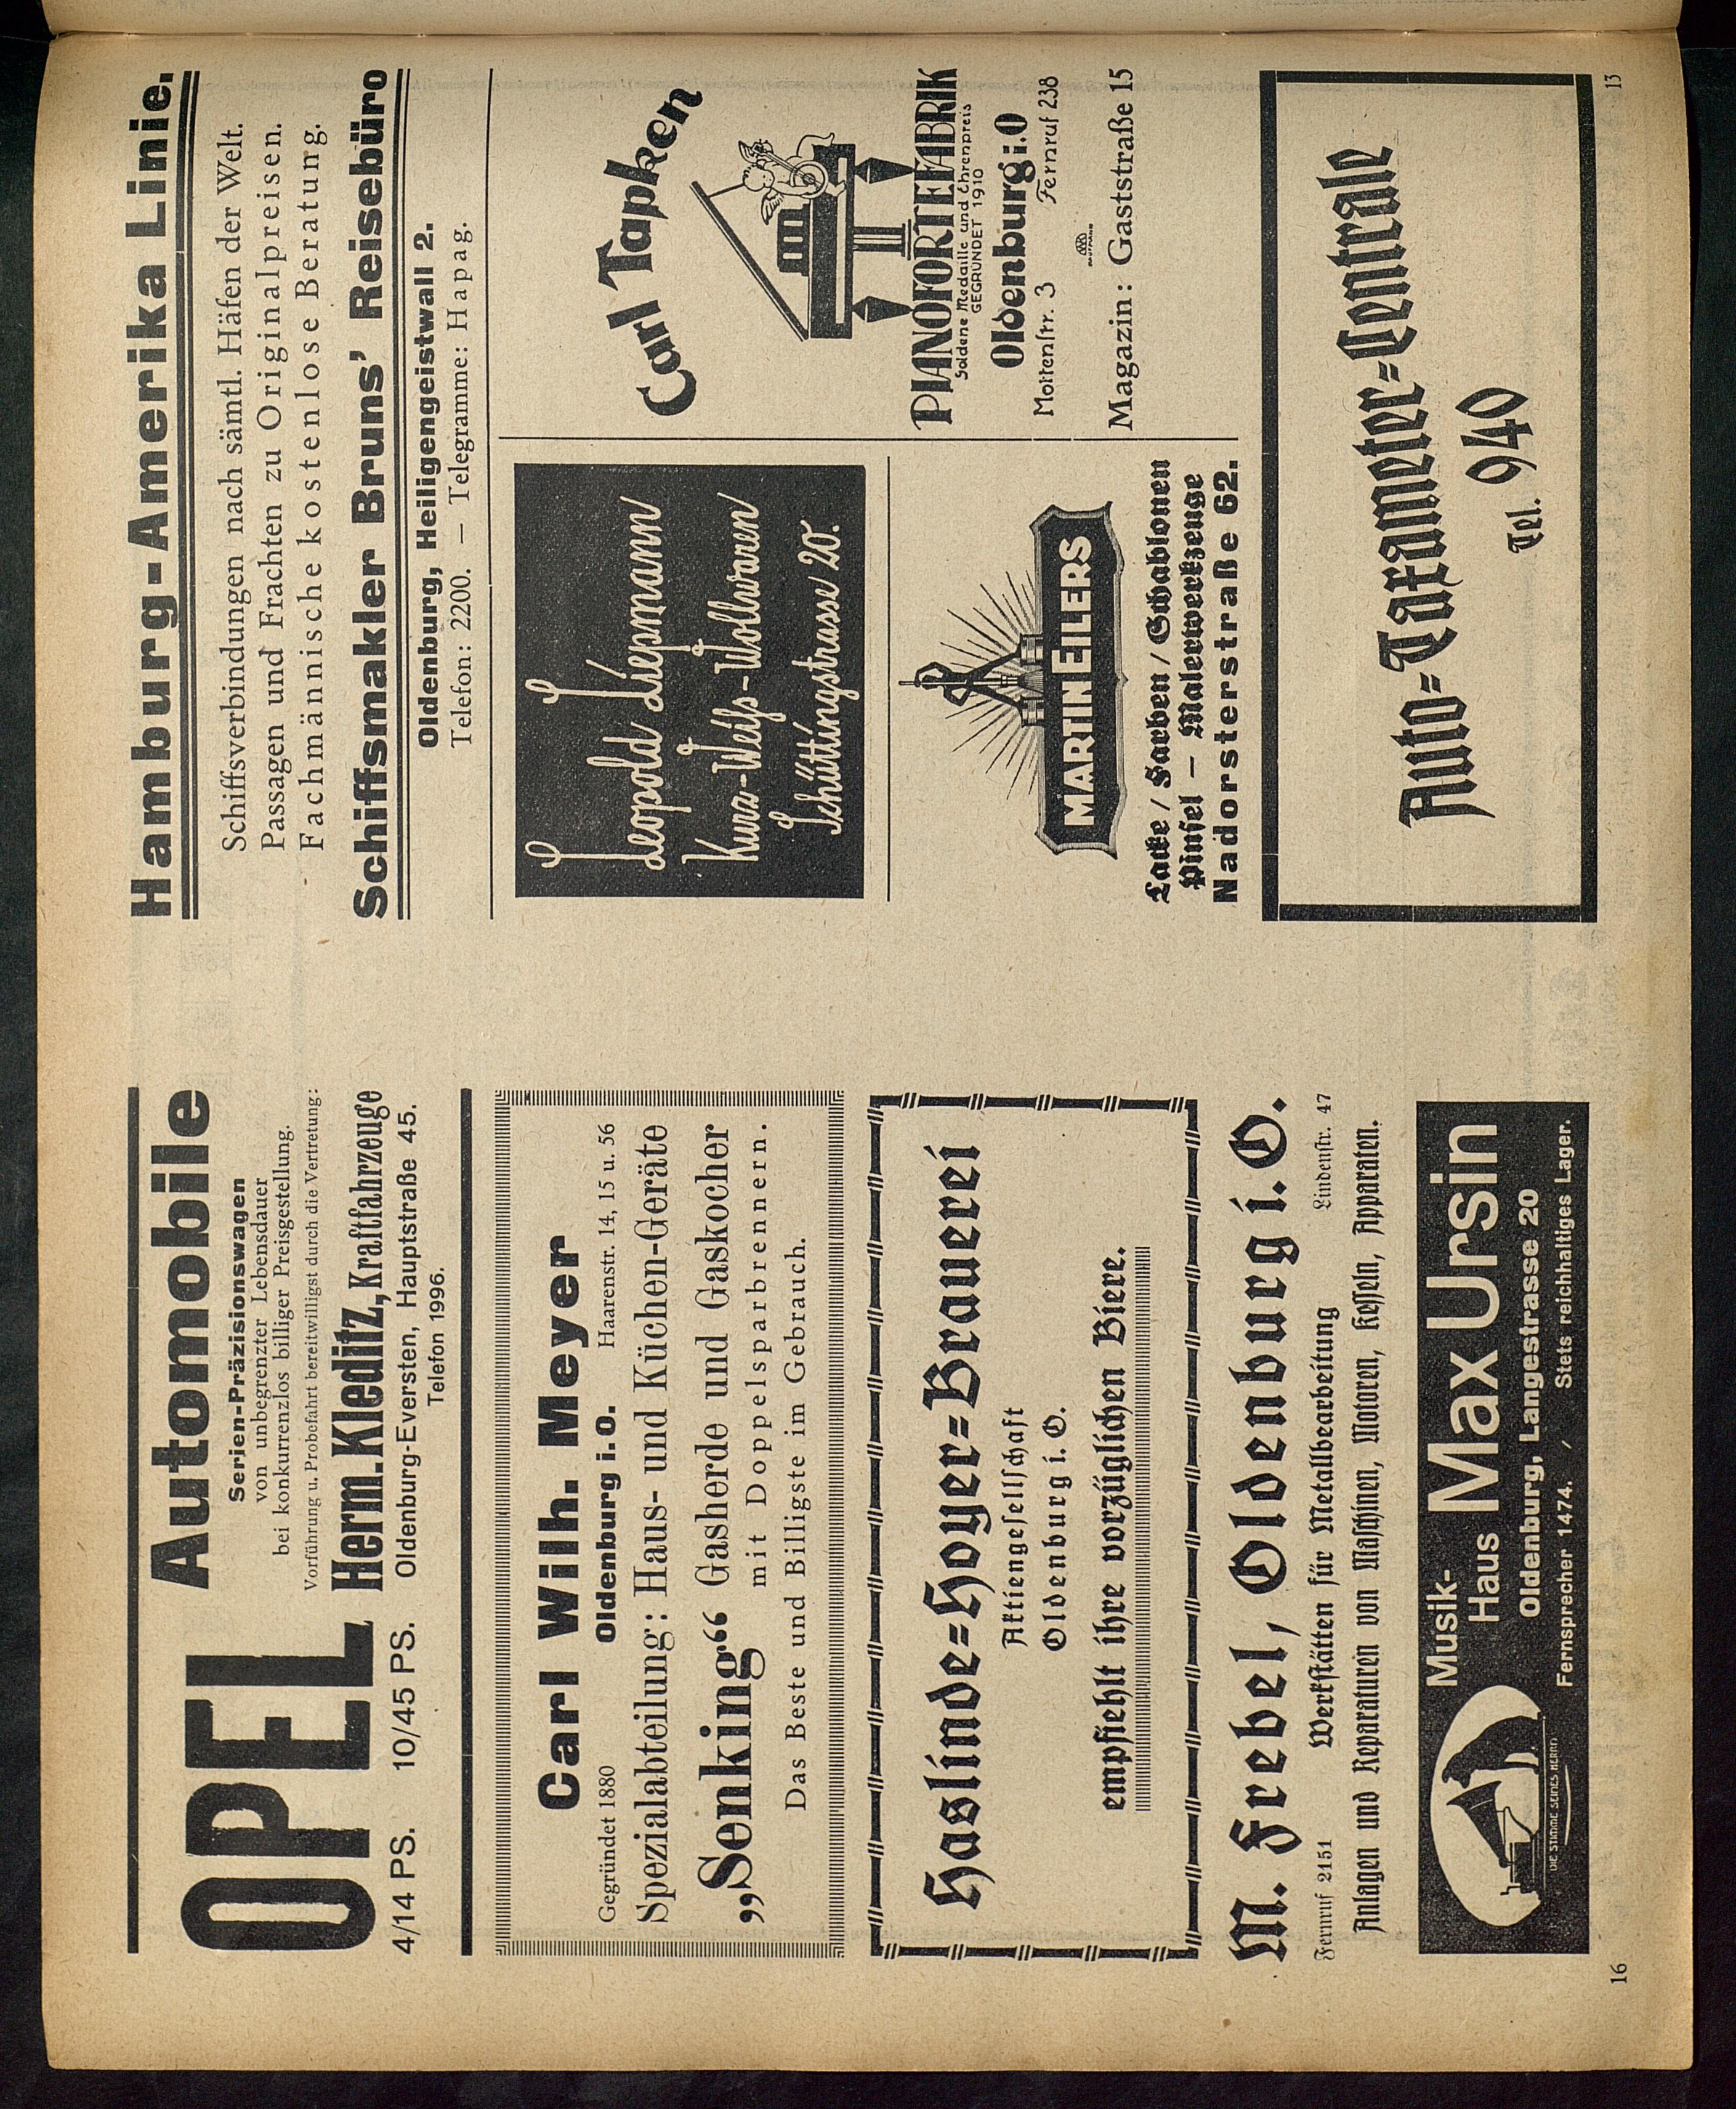 OPEL Automobile
Serien-Präzisionswagen
von unbegrenzter Lebensdauer
bei konkurrenzlos billiger Preisgestellung.
Vorführung u. Probefahrt bereitwilligst durch die Vertretung:
Herm. Kleditz, Kraftfahrzeuge
4/14 PS. 10/45 PS. Oldenburg-Eversten, Hauptstraße 45.
Telefon 1996.
Carl Wilh. Meyer
Gegründet 1880 Oldenburg i.O. Haarenstr. 14, 15 u. 56
Spezialabteilung: Haus- und Küchen-Geräte
„Senking“ Gasherde und Gaskocher
mit Doppelsparbrennern.
Das Beste und Billigste im Gebrauch.
Haslinde=Hoyer=Brauerei
Aktiengesellschaft
Oldenburg i. O.
empfiehlt ihre vorzüglichen Biere.
M. Frebel, Oldenburg i. O.
Fernruf 2151 Werkstätten für Metallbearbeitung Lindenstr. 47
Anlagen und Reparaturen von Maschinen, Motoren, Kesseln, Apparaten.
Musik-
Haus Max Ursin
Oldenburg, Langestrasse 20
Fernsprecher 1474. / Stets reichhaltiges Lager.
DIE STIMME SEINES HERRN
16
Hamburg-Amerika Linie.
Schiffsverbindungen nach sämtl. Häfen der Welt.
Passagen und Frachten zu Originalpreisen.
Fachmännische kostenlose Beratung.
Schiffsmakler Bruns' Reisebüro
Oldenburg, Heiligengeistwall 2.
Telefon: 2200. — Telegramme: Hapag.
Leopold Liepmann
Kurz-Weiß-Wollwaren
Schüttingstrasse 20.
MARTIN EILERS
Lacke / Farben / Schablonen
Pinsel — Malerwerkzeuge
Nadorsterstraße 62.
Carl Tapken
PIANOFORTEFABRIK
Goldene Medaille und Ehrenpreis
GEGRÜNDET 1910
Oldenburg i.O
Mottenstr. 3 Fernruf 238
Magazin: Gaststraße 15
Auto=Taxameter=Centrale
Tel. 940
13